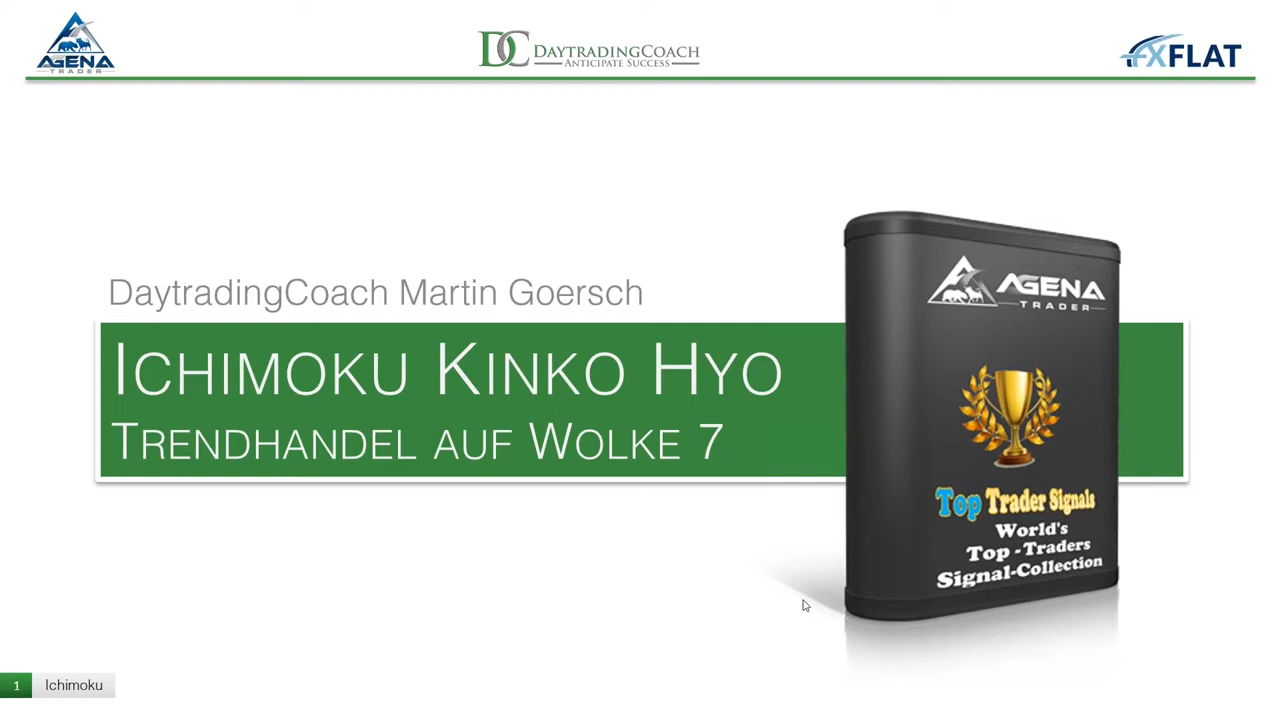 AGENA
TRADER
DC DAYTRADINGCOACH
ANTICIPATE SUCCESS
FXFLAT
DaytradingCoach Martin Goersch
ICHIMOKU KINKO HYO
TRENDHANDEL AUF WOLKE 7
AGENA
TRADER
Top Trader Signals
World's
Top -Traders
Signal-Collection
1 Ichimoku